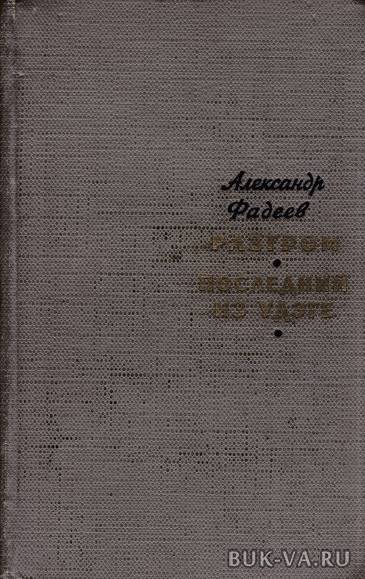 Александр
Фадеев
РАЗГРОМ
•
ПОСЛЕДНИЙ
ИЗ УДЭГЕ
•
BUK-VA.RU